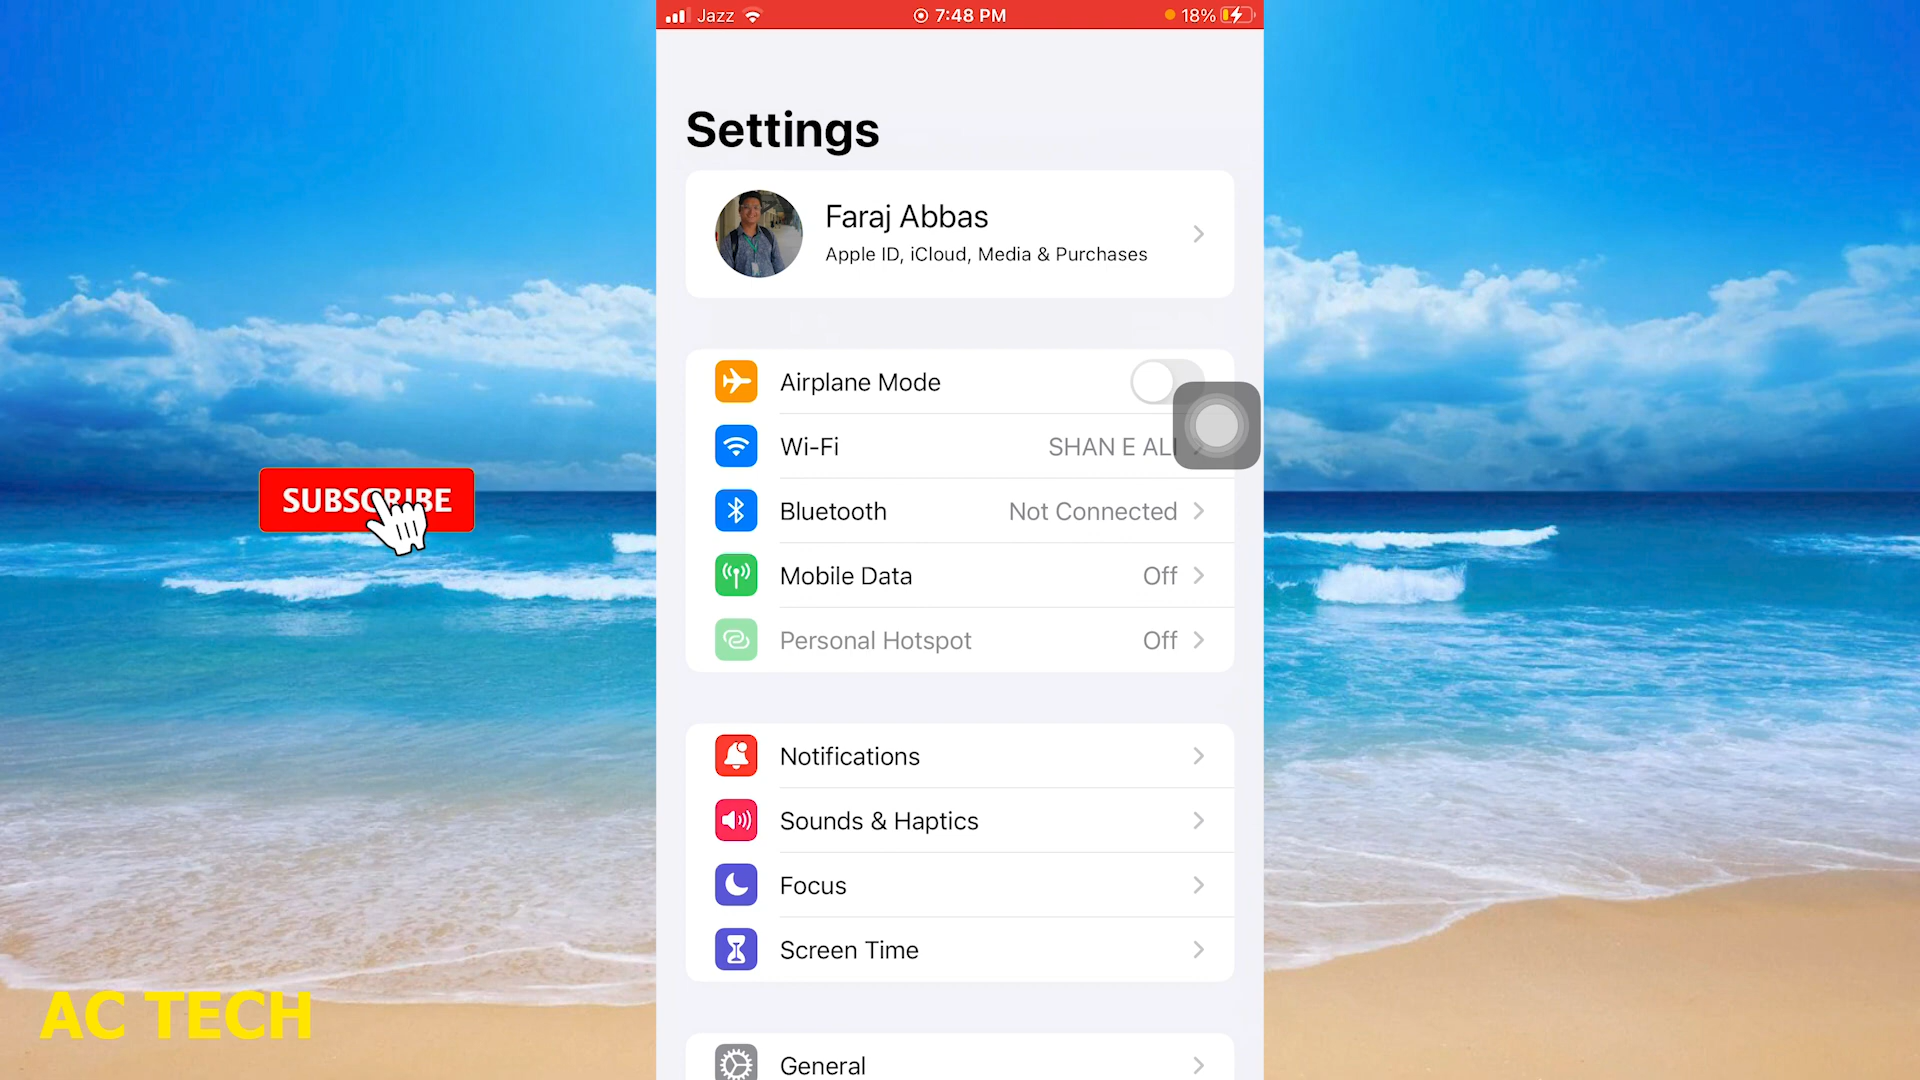 Jazz
7:48 PM
18%
Settings
Faraj Abbas
Apple ID, iCloud, Media & Purchases
Airplane Mode
Wi-Fi
SHAN E ALI
Bluetooth
Not Connected
Mobile Data
Off
Personal Hotspot
Off
Notifications
Sounds & Haptics
Focus
Screen Time
General
SUBSCRIBE
AC TECH